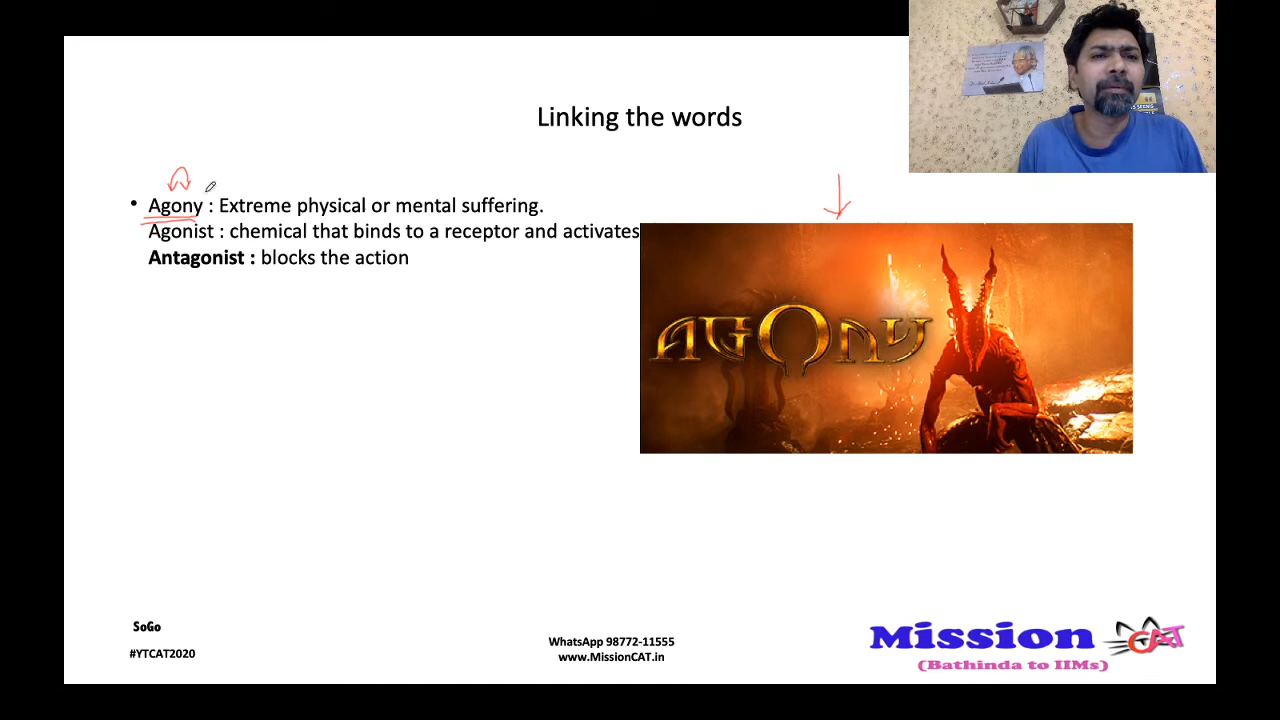 Linking the words
• Agony : Extreme physical or mental suffering.
Agonist : chemical that binds to a receptor and activates
Antagonist : blocks the action
AGONY
SoGo
#YTCAT2020
WhatsApp 98772-11555
www.MissionCAT.in
Mission CAT
(Bathinda to IIMs)